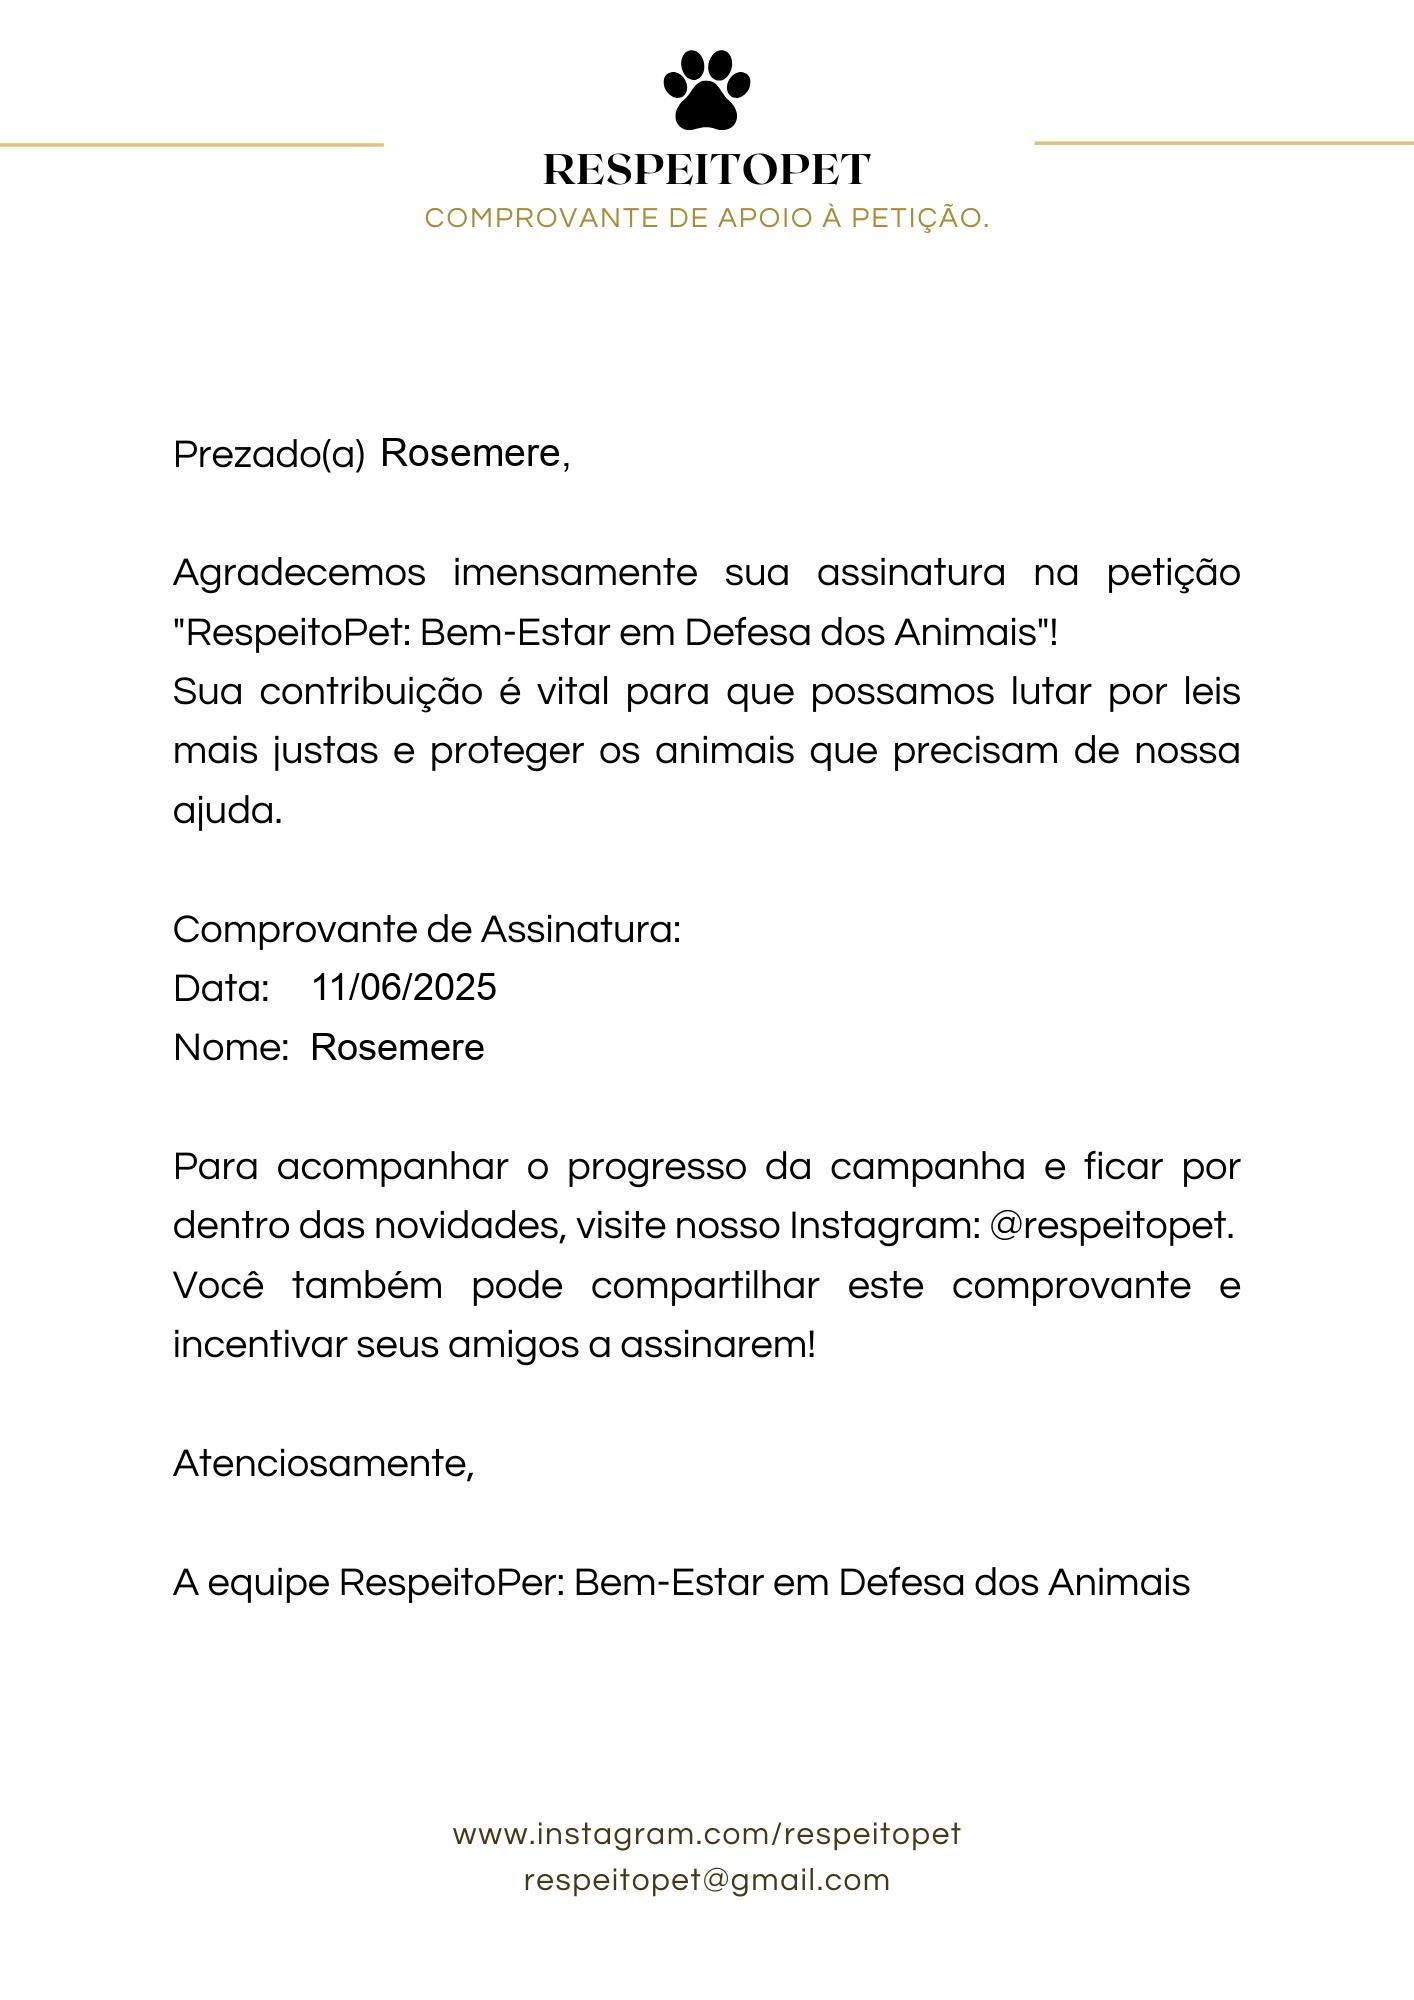 RESPEITOPET
COMPROVANTE DE APOIO À PETIÇÃO.
Prezado(a) Rosemere,
Agradecemos imensamente sua assinatura na petição
"RespeitoPet: Bem-Estar em Defesa dos Animais"!
Sua contribuição é vital para que possamos lutar por leis
mais justas e proteger os animais que precisam de nossa
ajuda.
Comprovante de Assinatura:
Data: 11/06/2025
Nome: Rosemere
Para acompanhar o progresso da campanha e ficar por
dentro das novidades, visite nosso Instagram: @respeitopet.
Você também pode compartilhar este comprovante e
incentivar seus amigos a assinarem!
Atenciosamente,
A equipe RespeitoPer: Bem-Estar em Defesa dos Animais
www.instagram.com/respeitopet
respeitopet@gmail.com